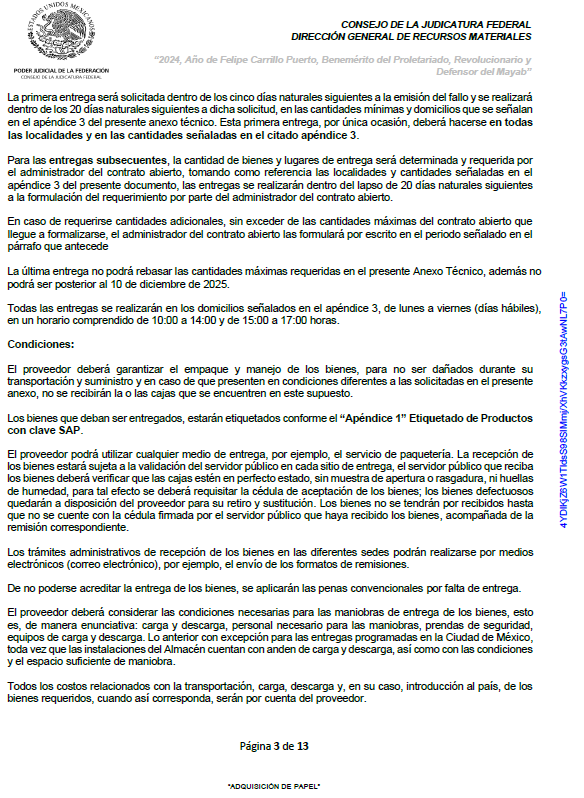 ESTADOS UNIDOS MEXICANOS
CONSEJO DE LA JUDICATURA FEDERAL
DIRECCIÓN GENERAL DE RECURSOS MATERIALES
"2024, Año de Felipe Carrillo Puerto, Benemérito del Proletariado, Revolucionario y
Defensor del Mayab"
PODER JUDICIAL DE LA FEDERACIÓN
CONSEJO DE LA JUDICATURA FEDERAL
La primera entrega será solicitada dentro de los cinco días naturales siguientes a la emisión del fallo y se realizará
dentro de los 20 días naturales siguientes a dicha solicitud, en las cantidades mínimas y domicilios que se señalan
en el apéndice 3 del presente anexo técnico. Esta primera entrega, por única ocasión, deberá hacerse en todas
las localidades y en las cantidades señaladas en el citado apéndice 3.
Para las entregas subsecuentes, la cantidad de bienes y lugares de entrega será determinada y requerida por
el administrador del contrato abierto, tomando como referencia las localidades y cantidades señaladas en el
apéndice 3 del presente documento, las entregas se realizarán dentro del lapso de 20 días naturales siguientes
a la formulación del requerimiento por parte del administrador del contrato abierto.
En caso de requerirse cantidades adicionales, sin exceder de las cantidades máximas del contrato abierto que
llegue a formalizarse, el administrador del contrato abierto las formulará por escrito en el periodo señalado en el
párrafo que antecede
La última entrega no podrá rebasar las cantidades máximas requeridas en el presente Anexo Técnico, además no
podrá ser posterior al 10 de diciembre de 2025.
Todas las entregas se realizarán en los domicilios señalados en el apéndice 3, de lunes a viernes (días hábiles),
en un horario comprendido de 10:00 a 14:00 y de 15:00 a 17:00 horas.
Condiciones:
El proveedor deberá garantizar el empaque y manejo de los bienes, para no ser dañados durante su
transportación y suministro y en caso de que presenten en condiciones diferentes a las solicitadas en el presente
anexo, no se recibirán la o las cajas que se encuentren en este supuesto.
Los bienes que deban ser entregados, estarán etiquetados conforme el "Apéndice 1" Etiquetado de Productos
con clave SAP.
El proveedor podrá utilizar cualquier medio de entrega, por ejemplo, el servicio de paquetería. La recepción de
los bienes estará sujeta a la validación del servidor público en cada sitio de entrega, el servidor público que reciba
los bienes deberá verificar que las cajas estén en perfecto estado, sin muestra de apertura o rasgadura, ni huellas
de humedad, para tal efecto se deberá requisitar la cédula de aceptación de los bienes; los bienes defectuosos
quedarán a disposición del proveedor para su retiro y sustitución. Los bienes no se tendrán por recibidos hasta
que no se cuente con la cédula firmada por el servidor público que haya recibido los bienes, acompañada de la
remisión correspondiente.
Los trámites administrativos de recepción de los bienes en las diferentes sedes podrán realizarse por medios
electrónicos (correo electrónico), por ejemplo, el envío de los formatos de remisiones.
De no poderse acreditar la entrega de los bienes, se aplicarán las penas convencionales por falta de entrega.
El proveedor deberá considerar las condiciones necesarias para las maniobras de entrega de los bienes, esto
es, de manera enunciativa: carga y descarga, personal necesario para las maniobras, prendas de seguridad,
equipos de carga y descarga. Lo anterior con excepción para las entregas programadas en la Ciudad de México,
toda vez que las instalaciones del Almacén cuentan con anden de carga y descarga, así como con las condiciones
y el espacio suficiente de maniobra.
Todos los costos relacionados con la transportación, carga, descarga y, en su caso, introducción al país, de los
bienes requeridos, cuando así corresponda, serán por cuenta del proveedor.
Página 3 de 13
"ADQUISICIÓN DE PAPEL"